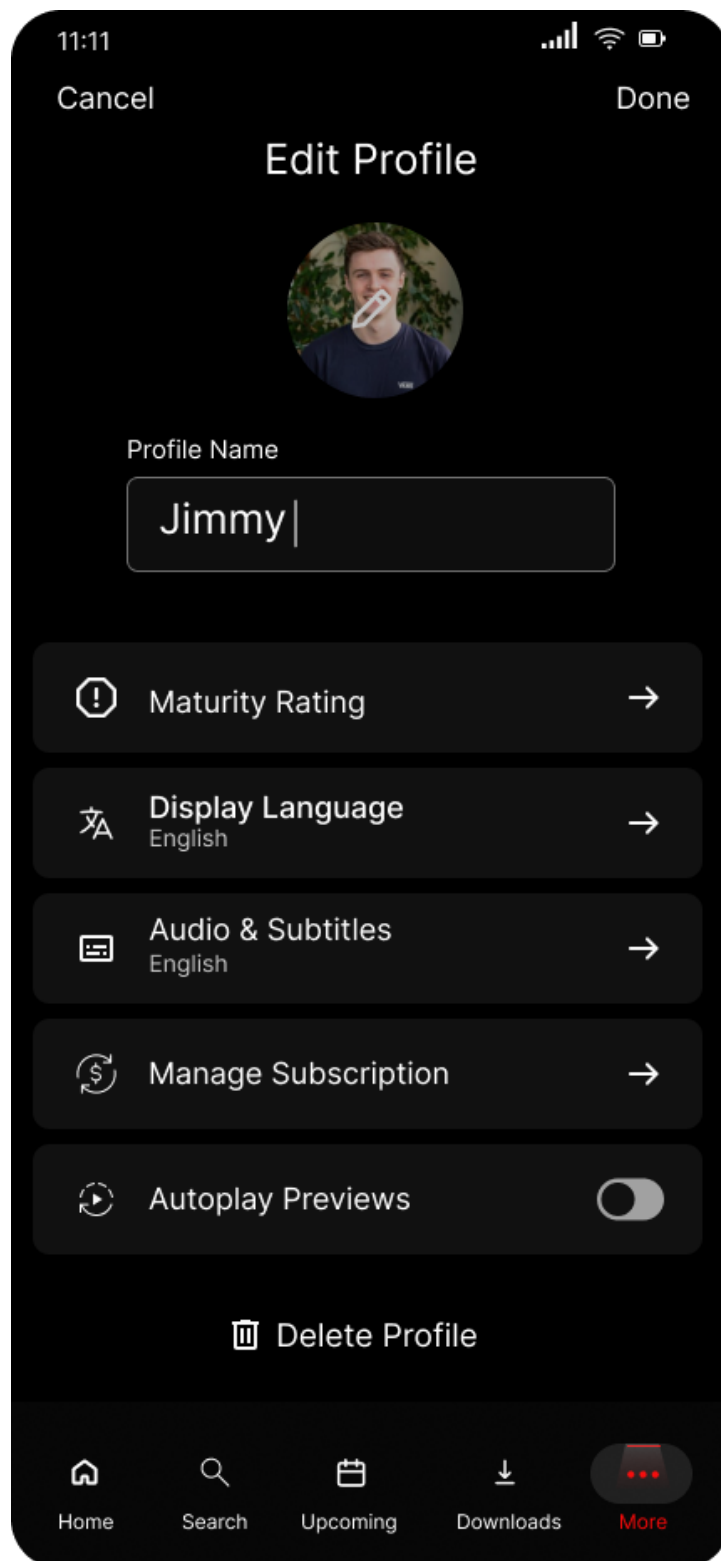 11:11
Cancel
Done
Edit Profile
Profile Name
Jimmy
Maturity Rating
Display Language
English
Audio & Subtitles
English
Manage Subscription
Autoplay Previews
Delete Profile
Home
Search
Upcoming
Downloads
More